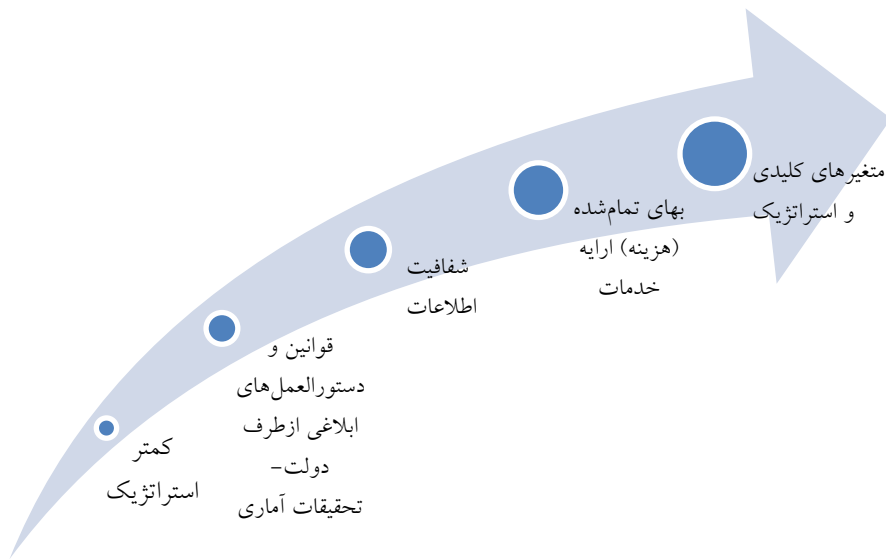 متغیرهای کلیدی
و استراتژیک
بهای تمام‌شده
(هزینه) ارایه
خدمات
شفافیت
اطلاعات
قوانین و
دستورالعمل‌های
ابلاغی ازطرف
دولت-
تحقیقات آماری
کمتر
استراتژیک